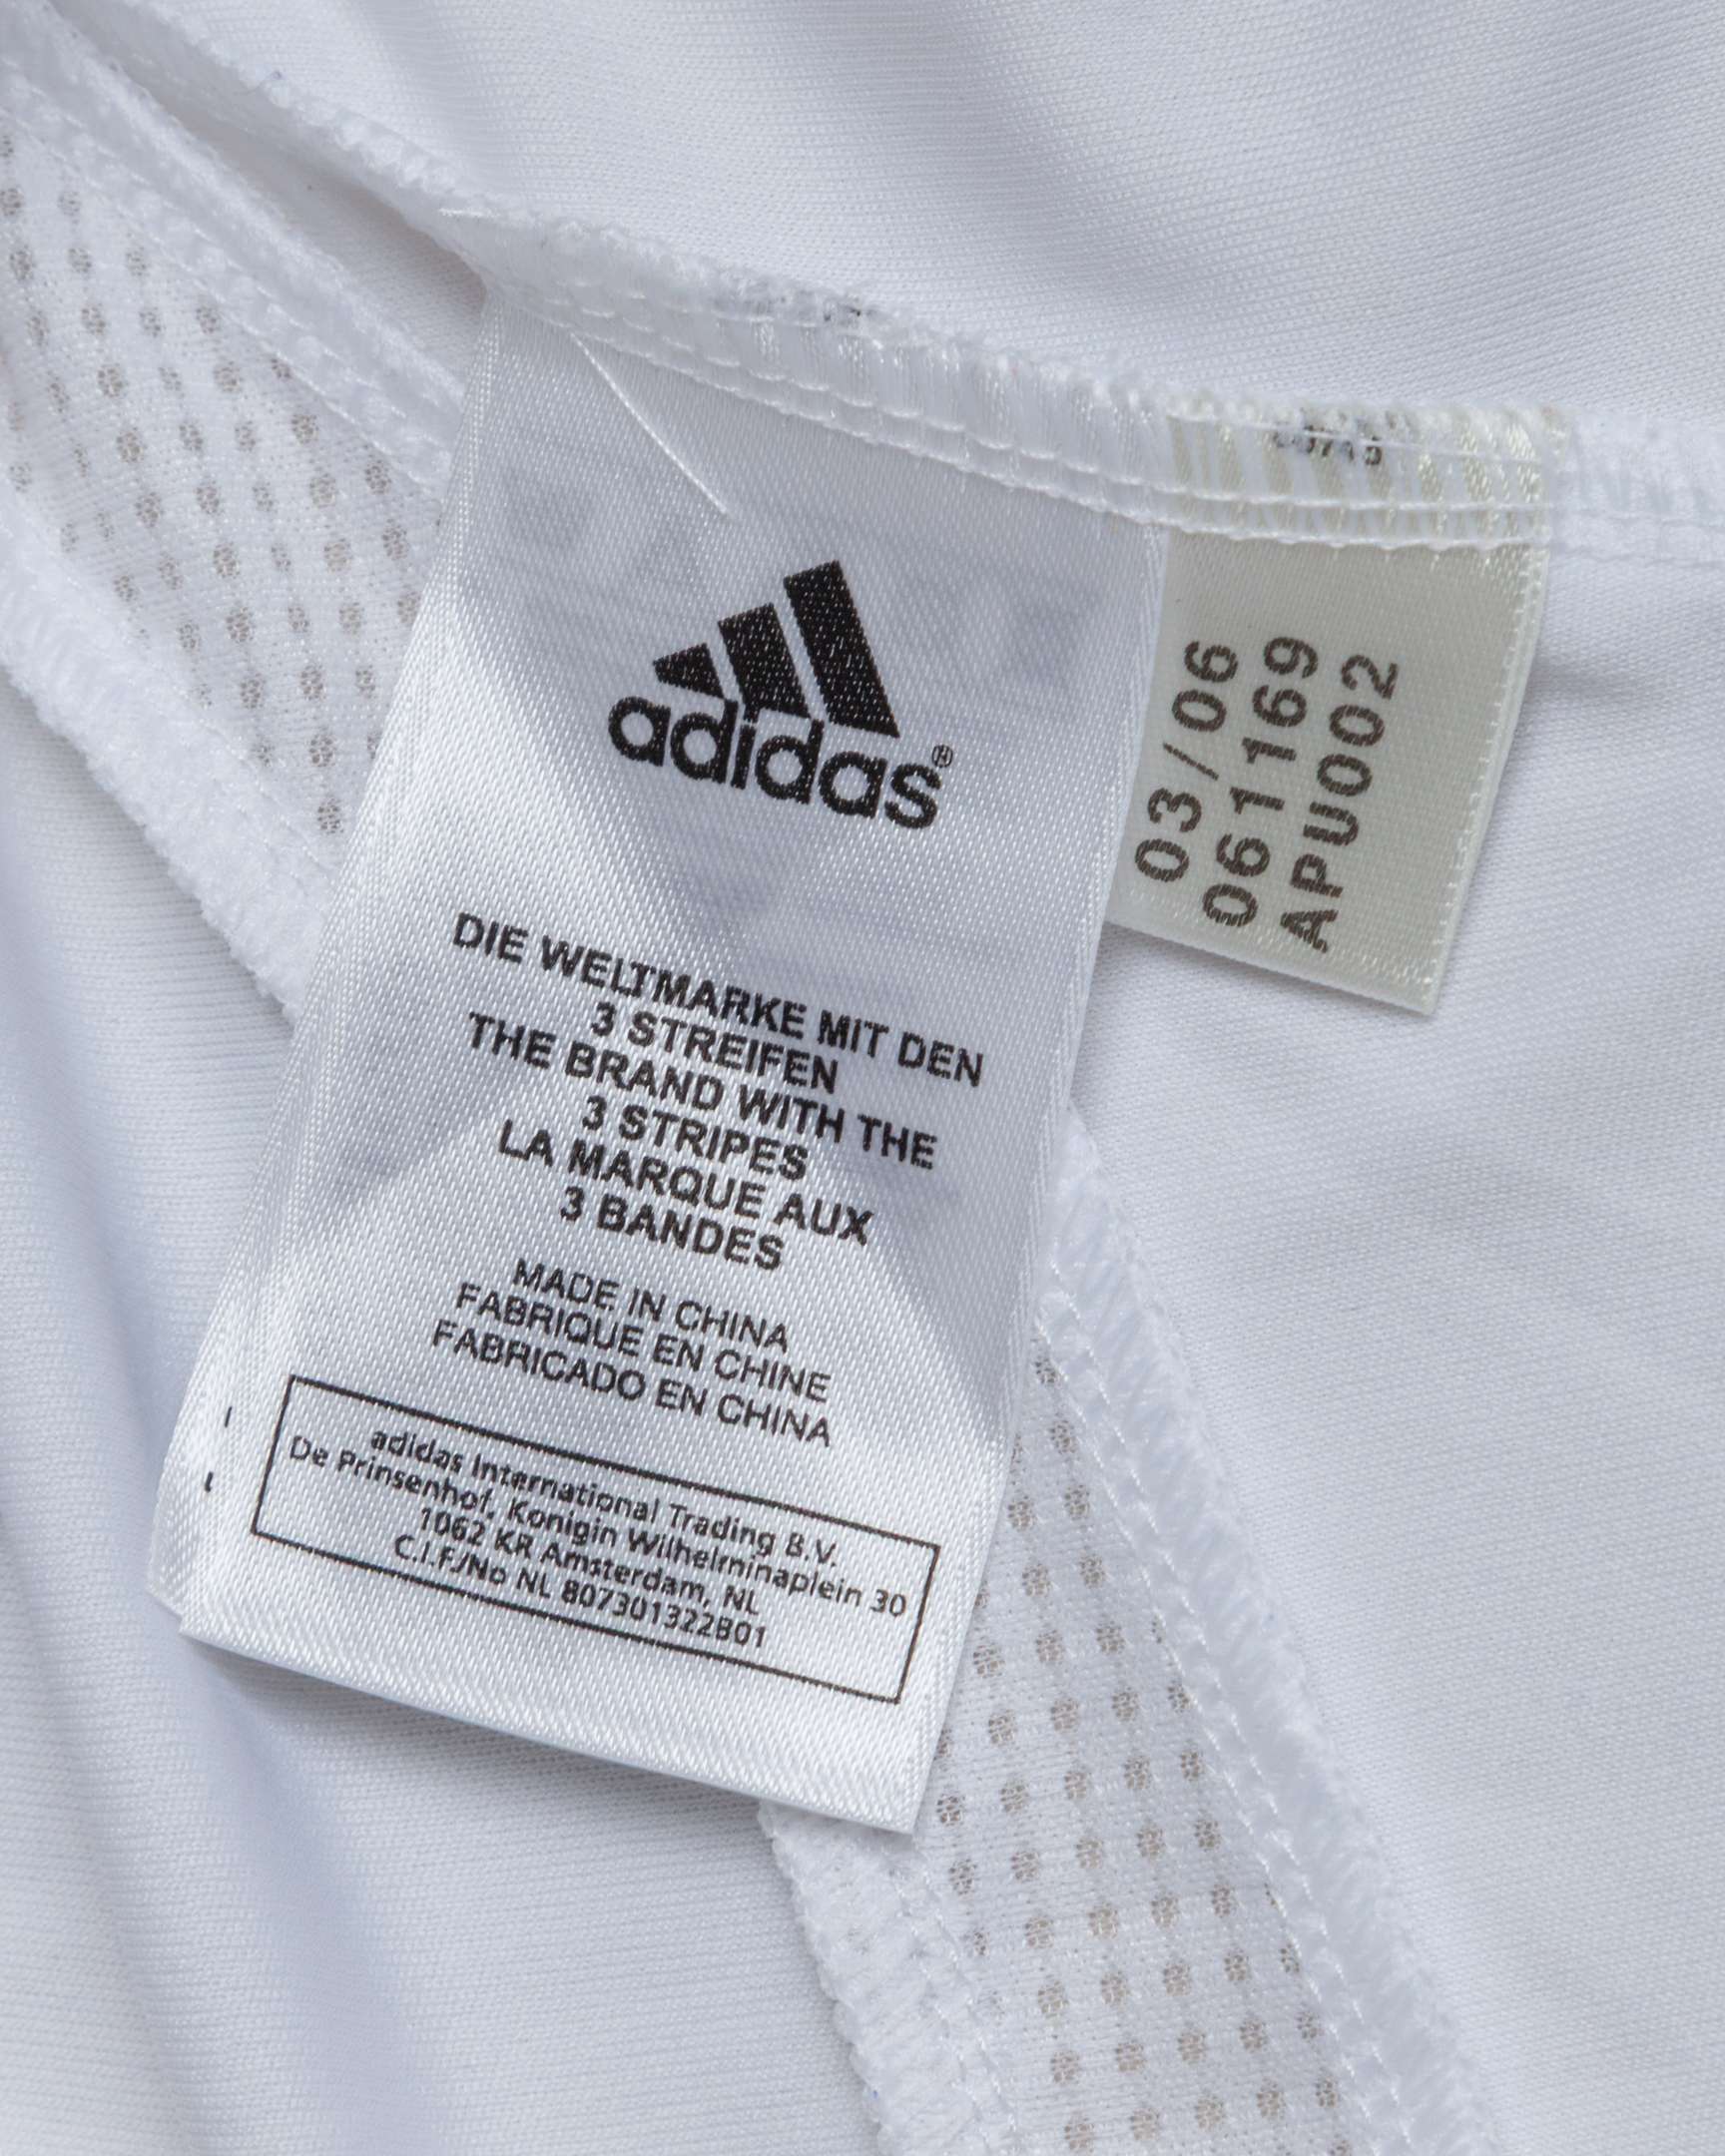 adidas®
DIE WELTMARKE MIT DEN
3 STREIFEN
THE BRAND WITH THE
3 STRIPES
LA MARQUE AUX
3 BANDES
MADE IN CHINA
FABRIQUE EN CHINE
FABRICADO EN CHINA
adidas International Trading B.V.
De Prinsenhof, Konigin Wilhelminaplein 30
1062 KR Amsterdam, NL
C.I.F./No NL 807301322B01
03/06
061169
APU002